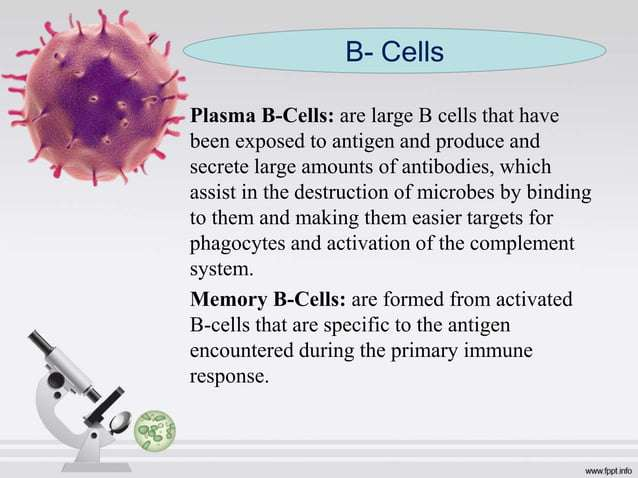 B- Cells
Plasma B-Cells: are large B cells that have
been exposed to antigen and produce and
secrete large amounts of antibodies, which
assist in the destruction of microbes by binding
to them and making them easier targets for
phagocytes and activation of the complement
system.
Memory B-Cells: are formed from activated
B-cells that are specific to the antigen
encountered during the primary immune
response.
www.fppt.info